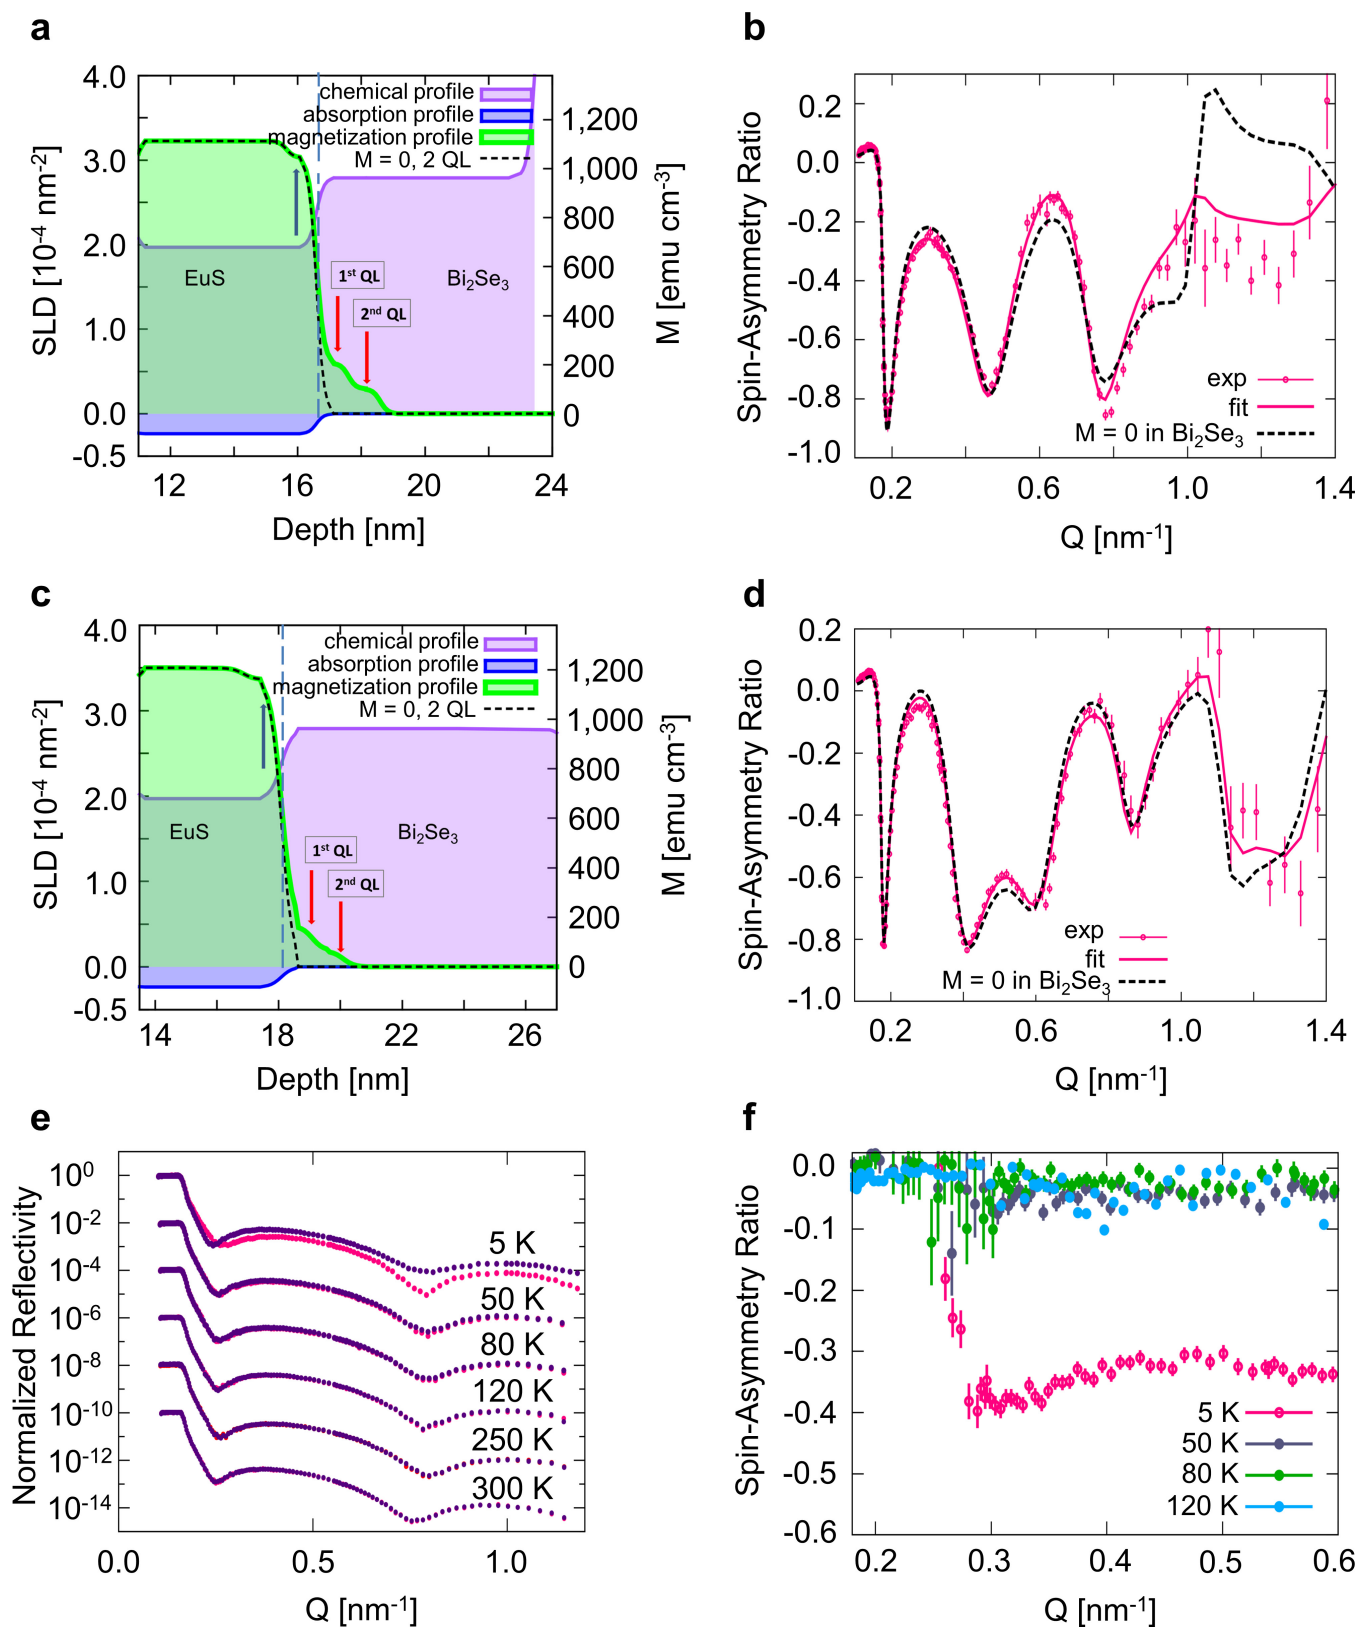 a
4.0
3.0
2.0
1.0
0.0
-0.5
SLD [10-4 nm-2]
chemical profile
absorption profile
magnetization profile
M = 0, 2 QL
EuS
1st QL
2nd QL
Bi2Se3
1,200
1,000
800
600
400
200
0
M [emu cm-3]
12 16 20 24
Depth [nm]
b
0.2
0.0
-0.2
-0.4
-0.6
-0.8
-1.0
Spin-Asymmetry Ratio
exp
fit
M = 0 in Bi2Se3
0.2 0.6 1.0 1.4
Q [nm-1]
c
4.0
3.0
2.0
1.0
0.0
-0.5
SLD [10-4 nm-2]
chemical profile
absorption profile
magnetization profile
M = 0, 2 QL
EuS
1st QL
2nd QL
Bi2Se3
1,200
1,000
800
600
400
200
0
M [emu cm-3]
14 18 22 26
Depth [nm]
d
0.2
0.0
-0.2
-0.4
-0.6
-0.8
-1.0
Spin-Asymmetry Ratio
exp
fit
M = 0 in Bi2Se3
0.2 0.6 1.0 1.4
Q [nm-1]
e
100
10-2
10-4
10-6
10-8
10-10
10-12
10-14
Normalized Reflectivity
5 K
50 K
80 K
120 K
250 K
300 K
0.0 0.5 1.0
Q [nm-1]
f
0.0
-0.1
-0.2
-0.3
-0.4
-0.5
-0.6
Spin-Asymmetry Ratio
5 K
50 K
80 K
120 K
0.2 0.3 0.4 0.5 0.6
Q [nm-1]